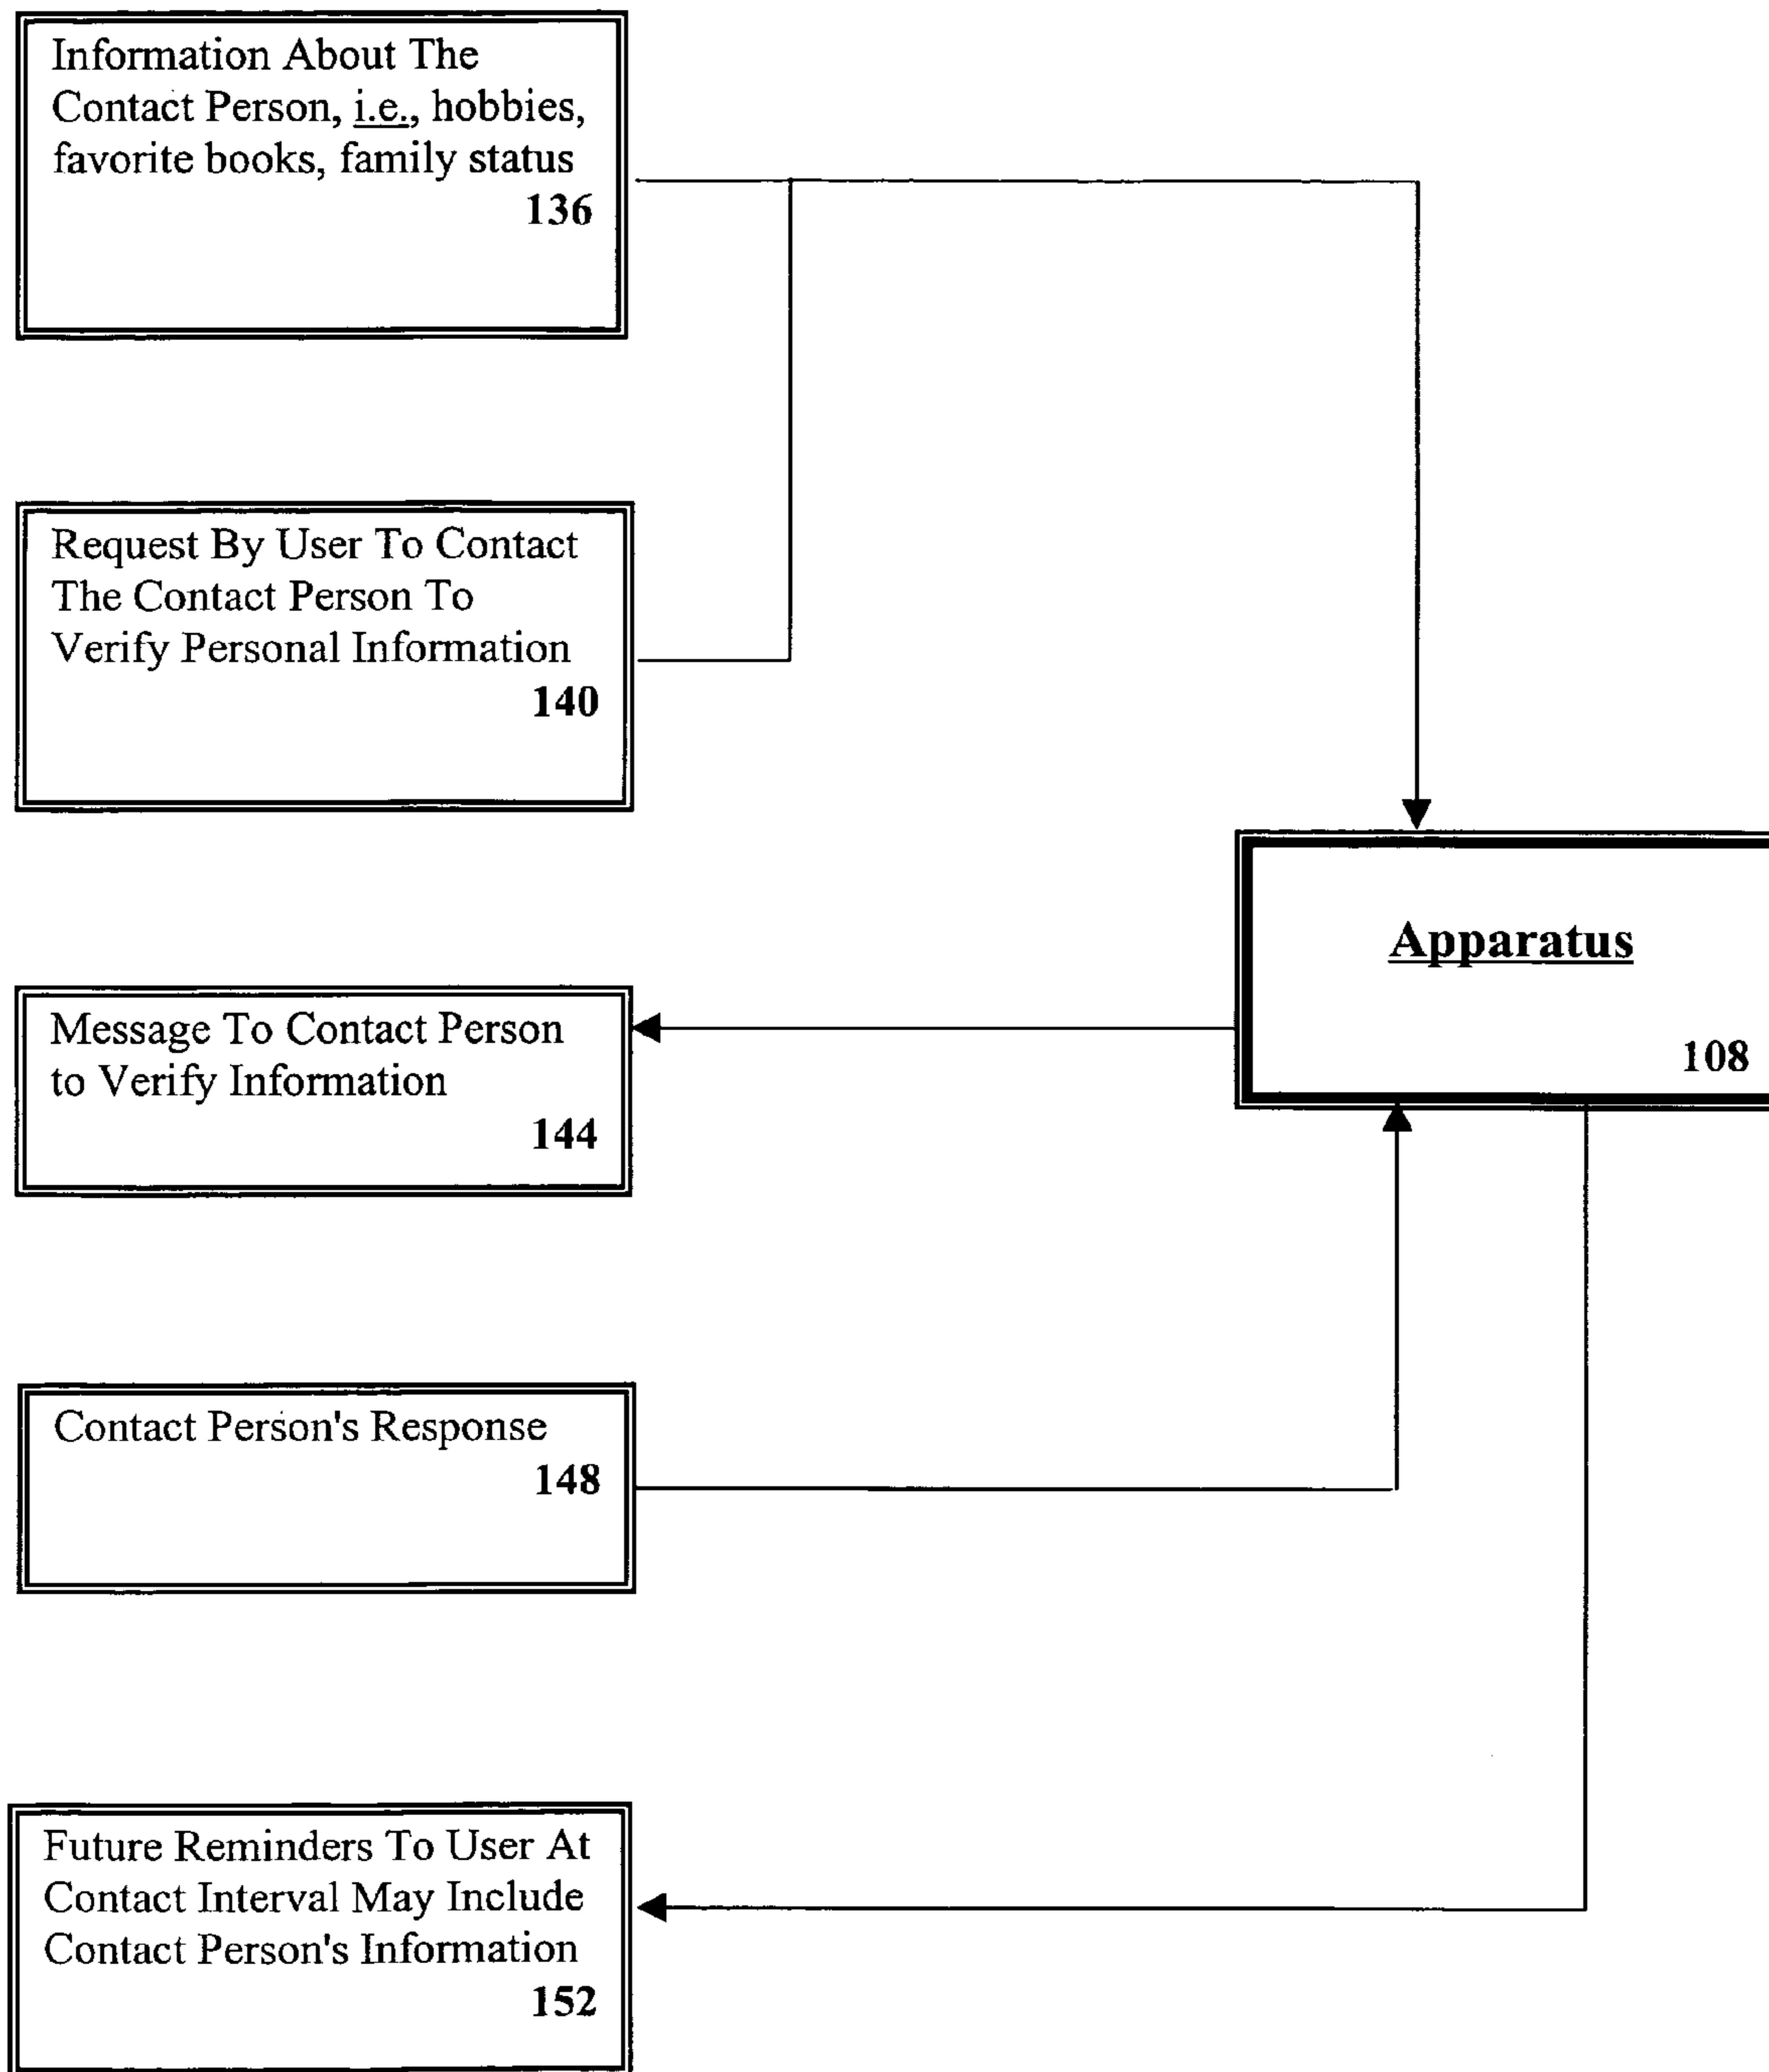 Information About The
Contact Person, i.e., hobbies,
favorite books, family status
136
Request By User To Contact
The Contact Person To
Verify Personal Information
140
Apparatus
108
Message To Contact Person
to Verify Information
144
Contact Person's Response
148
Future Reminders To User At
Contact Interval May Include
Contact Person's Information
152